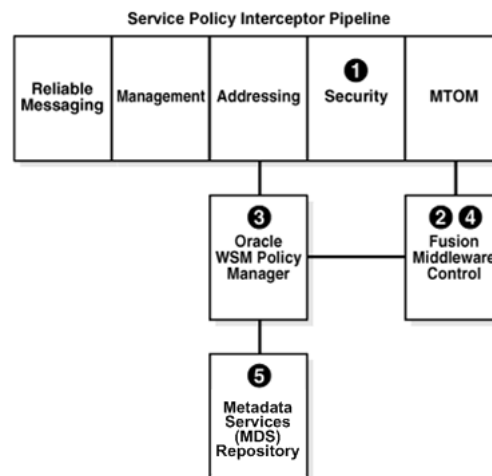 Service Policy Interceptor Pipeline
1
Reliable
Messaging
Management
Addressing
Security
MTOM
3
Oracle
WSM Policy
Manager
2 4
Fusion
Middleware
Control
5
Metadata
Services
(MDS)
Repository